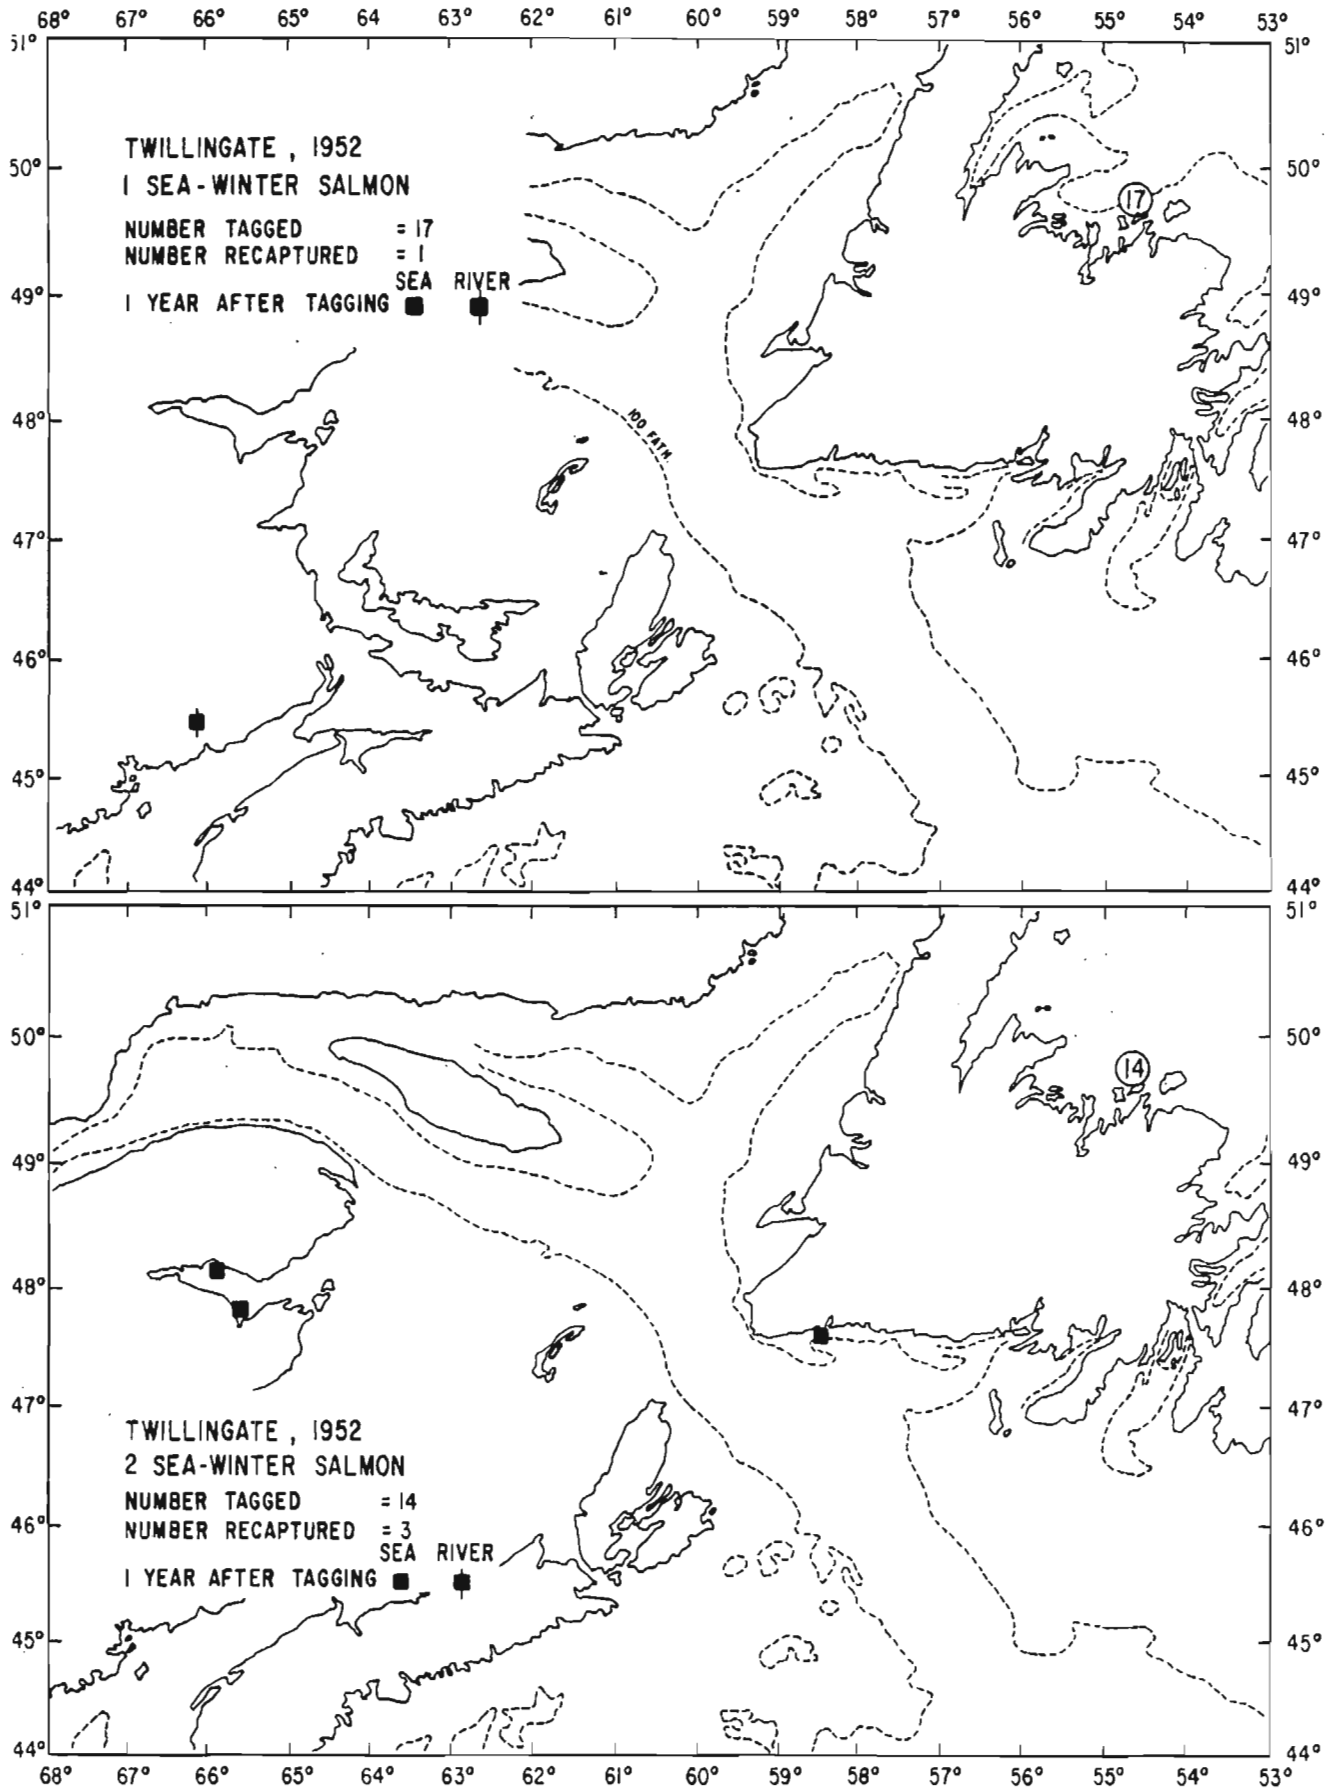 68° 67° 66° 65° 64° 63° 62° 61° 60° 59° 58° 57° 56° 55° 54° 53°
51° 51°
TWILLINGATE, 1952
50° 50°
1 SEA-WINTER SALMON
17
NUMBER TAGGED = 17
NUMBER RECAPTURED = 1
SEA RIVER
49° 49°
1 YEAR AFTER TAGGING
48° 48°
100 FATH.
47° 47°
46° 46°
45° 45°
44° 44°
51° 51°
50° 50°
14
49° 49°
48° 48°
47° 47°
TWILLINGATE, 1952
2 SEA-WINTER SALMON
NUMBER TAGGED = 14
46° 46°
NUMBER RECAPTURED = 3
SEA RIVER
1 YEAR AFTER TAGGING
45° 45°
44° 44°
68° 67° 66° 65° 64° 63° 62° 61° 60° 59° 58° 57° 56° 55° 54° 53°